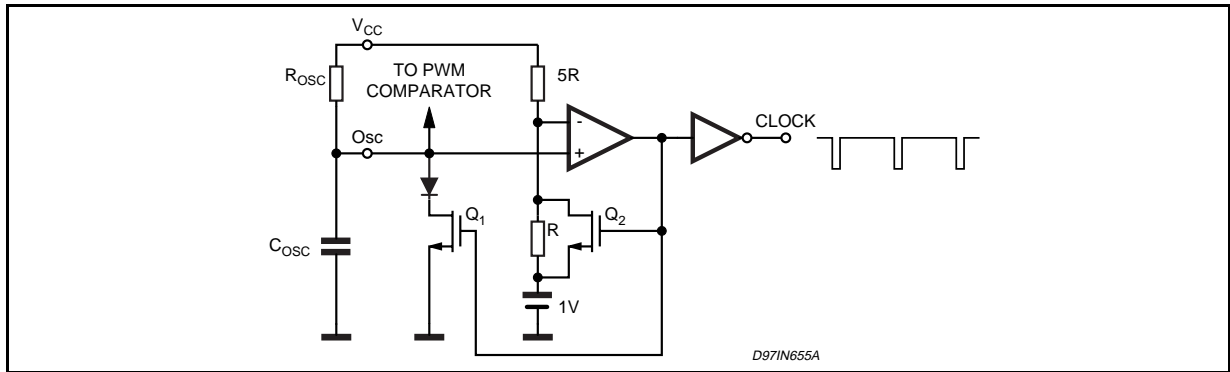 VCC
ROSC
TO PWM
COMPARATOR
5R
-
+
CLOCK
Osc
Q1
R
Q2
COSC
1V
D97IN655A